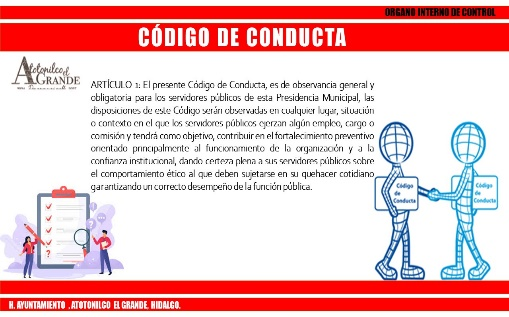 ORGANO INTERNO DE CONTROL
CÓDIGO DE CONDUCTA
Atotonilco el
GRANDE
ARTÍCULO 1: El presente Código de Conducta, es de observancia general y
obligatoria para los servidores públicos de esta Presidencia Municipal, las
disposiciones de este Código serán observadas en cualquier lugar, situación
o contexto en el que los servidores públicos ejerzan algún empleo, cargo o
comisión y tendrá como objetivo, contribuir en el fortalecimiento preventivo
orientado principalmente al funcionamiento de la organización y a la
confianza institucional, dando certeza plena a sus servidores públicos sobre
el comportamiento ético al que deben sujetarse en su quehacer cotidiano
garantizando un correcto desempeño de la función pública.
Código
de
Conducta
Código
de
Conducta
H. AYUNTAMIENTO . ATOTONILCO EL GRANDE, HIDALGO.